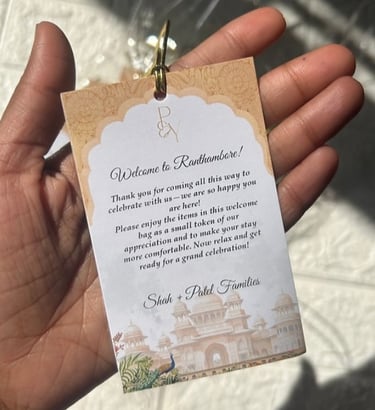 P
&
Y
Welcome to Ranthambore!
Thank you for coming all this way to
celebrate with us—we are so happy you
are here!
Please enjoy the items in this welcome
bag as a small token of our
appreciation and to make your stay
more comfortable. Now relax and get
ready for a grand celebration!
Shah + Patel Families